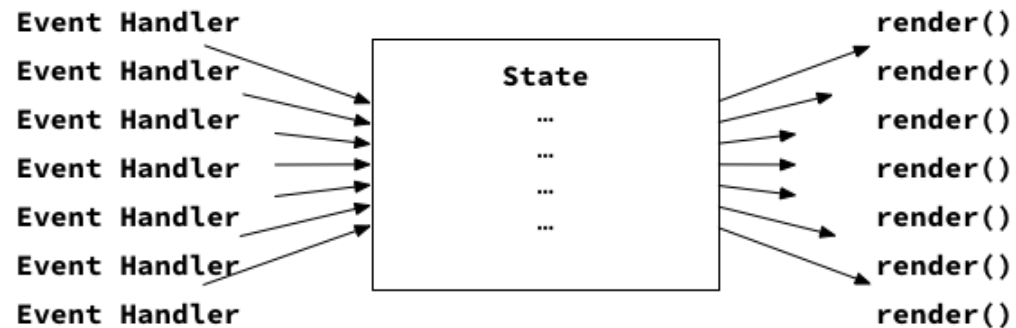 Event Handler
Event Handler
Event Handler
Event Handler
Event Handler
Event Handler
Event Handler
State
...
...
...
...
render()
render()
render()
render()
render()
render()
render()